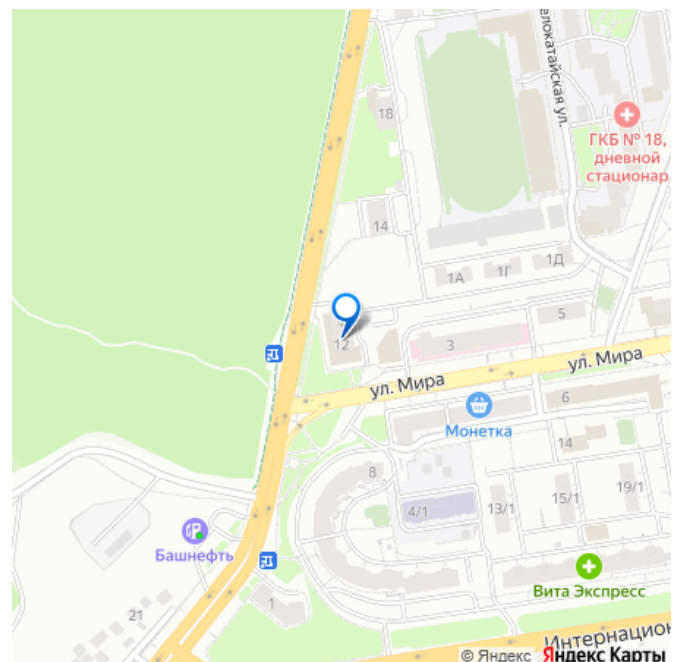 елокатайская ул.
18
ГКБ № 18,
дневной
стационар
14
1А
1Г
1Д
5
12
3
ул. Мира
ул. Мира
6
Монетка
14
8
4/1
13/1
15/1
19/1
Башнефть
Вита Экспресс
21
1
Интернацион
© Яндекс Яндекс Карты